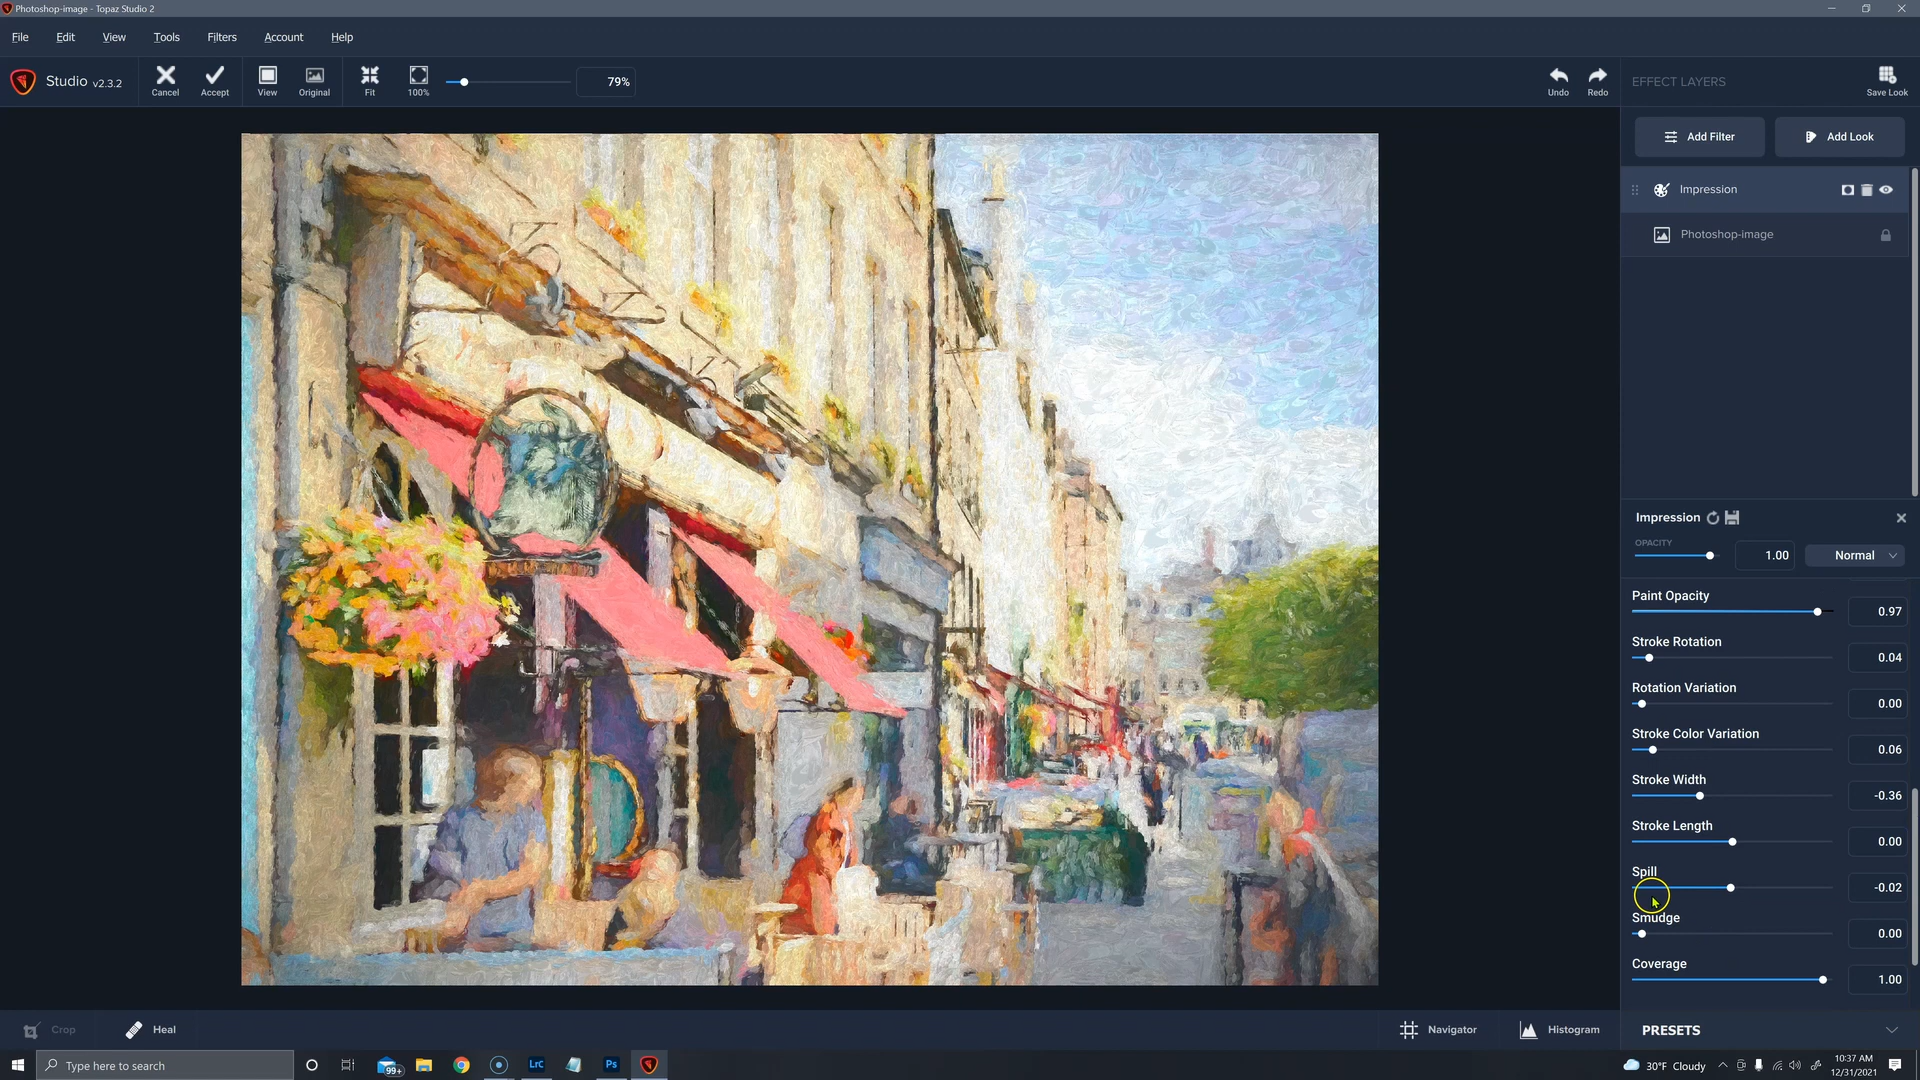 Photoshop-image - Topaz Studio 2
File Edit View Tools Filters Account Help
Studio v2.3.2
Cancel Accept View Original Fit 100% 79% Undo Redo
EFFECT LAYERS
Save Look
Add Filter Add Look
Impression
Photoshop-image
Impression
OPACITY
1.00 Normal
Paint Opacity
0.97
Stroke Rotation
0.04
Rotation Variation
0.00
Stroke Color Variation
0.06
Stroke Width
-0.36
Stroke Length
0.00
Spill
-0.02
Smudge
0.00
Coverage
1.00
Crop Heal Navigator Histogram PRESETS
Type here to search
99+
LrC
Ps
30°F Cloudy
10:37 AM
12/31/2021